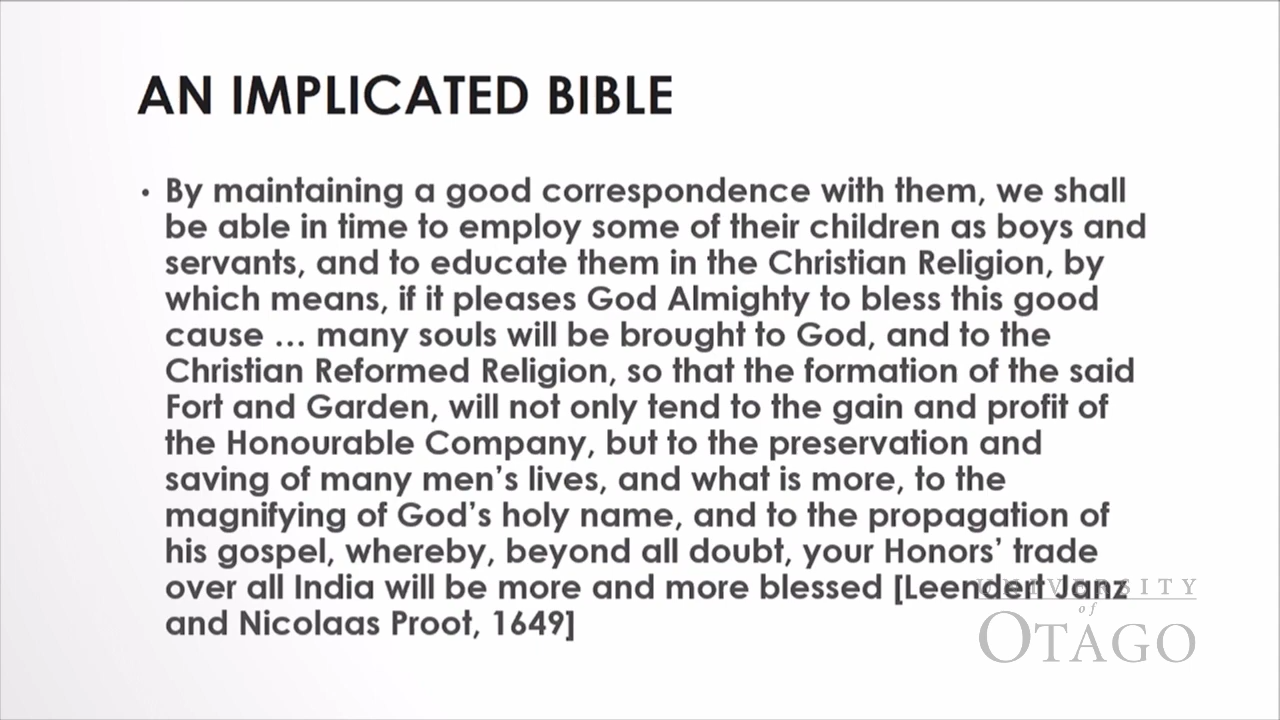 AN IMPLICATED BIBLE
• By maintaining a good correspondence with them, we shall
be able in time to employ some of their children as boys and
servants, and to educate them in the Christian Religion, by
which means, if it pleases God Almighty to bless this good
cause … many souls will be brought to God, and to the
Christian Reformed Religion, so that the formation of the said
Fort and Garden, will not only tend to the gain and profit of
the Honourable Company, but to the preservation and
saving of many men's lives, and what is more, to the
magnifying of God's holy name, and to the propagation of
his gospel, whereby, beyond all doubt, your Honors' trade
over all India will be more and more blessed [Leendert Janz
and Nicolaas Proot, 1649]
UNIVERSITY
of
OTAGO